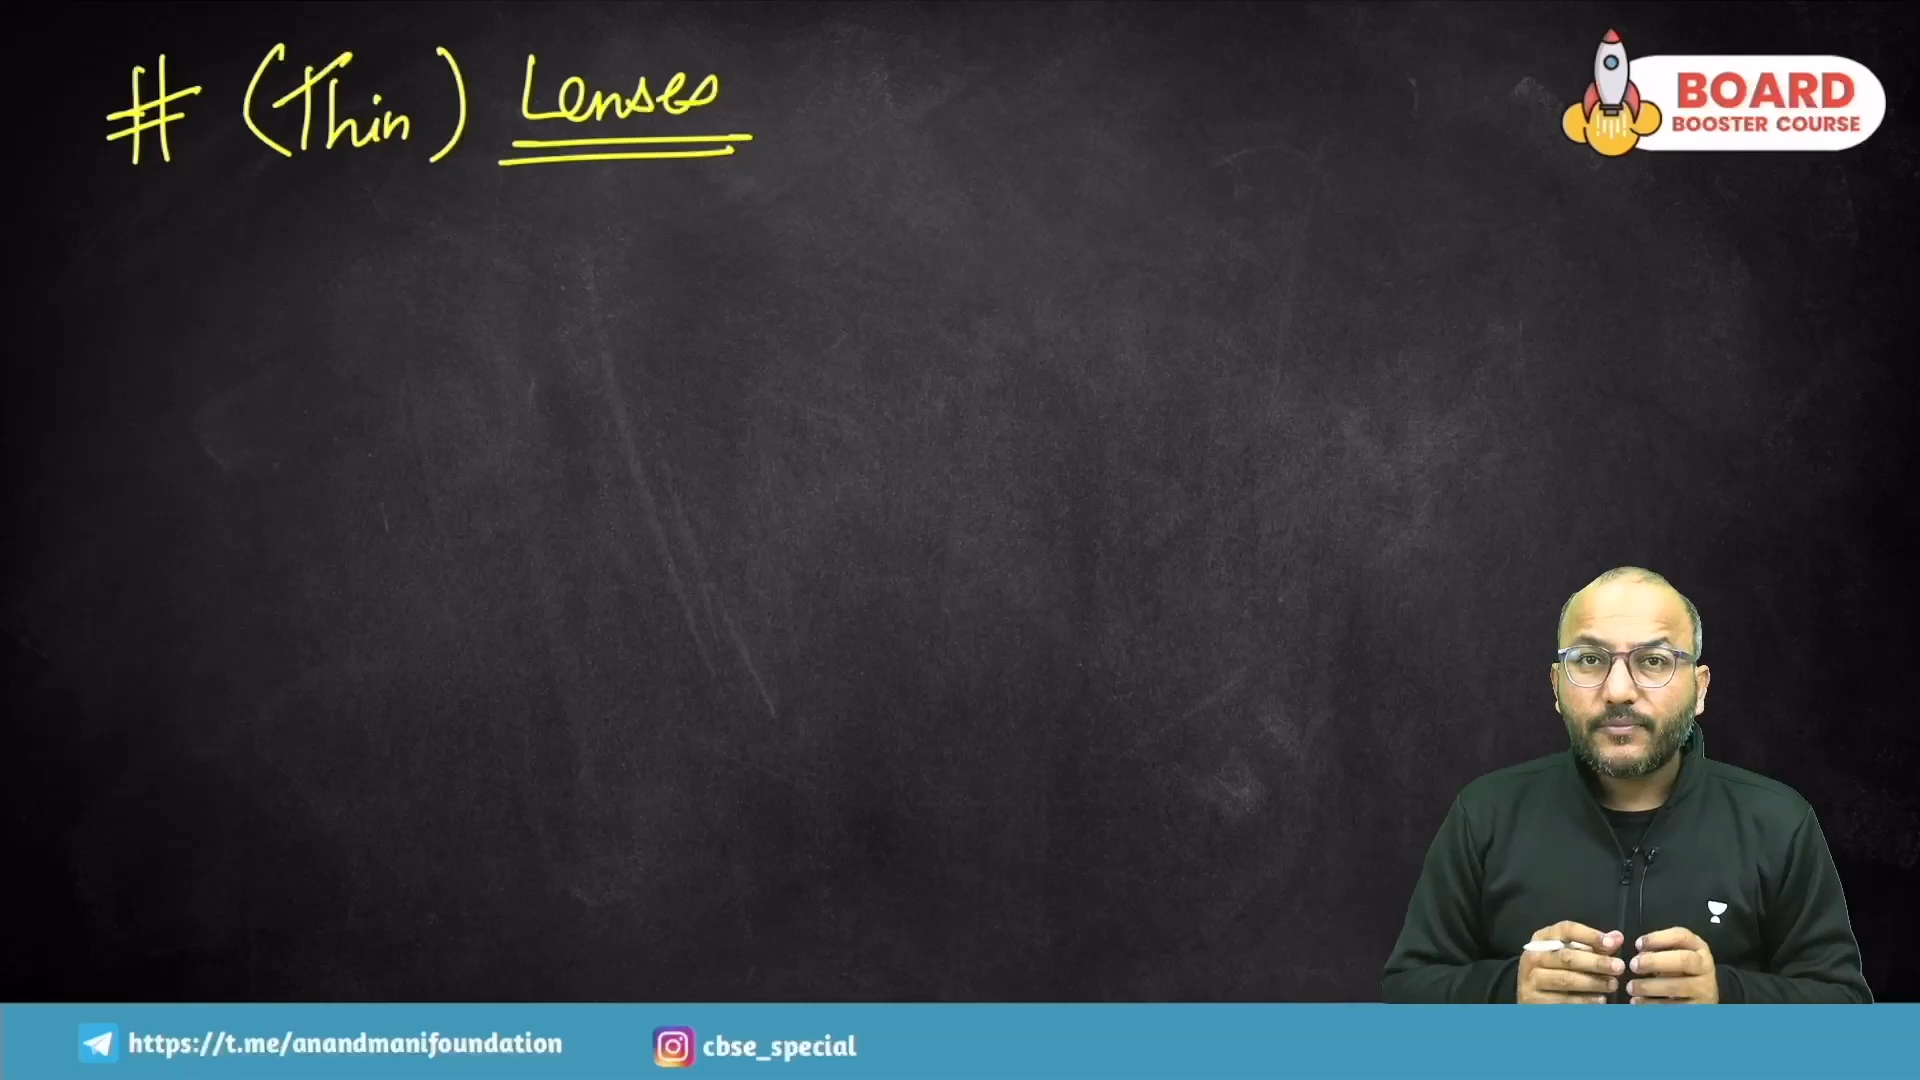 # (Thin) Lenses
BOARD
BOOSTER COURSE
https://t.me/anandmanifoundation
cbse_special